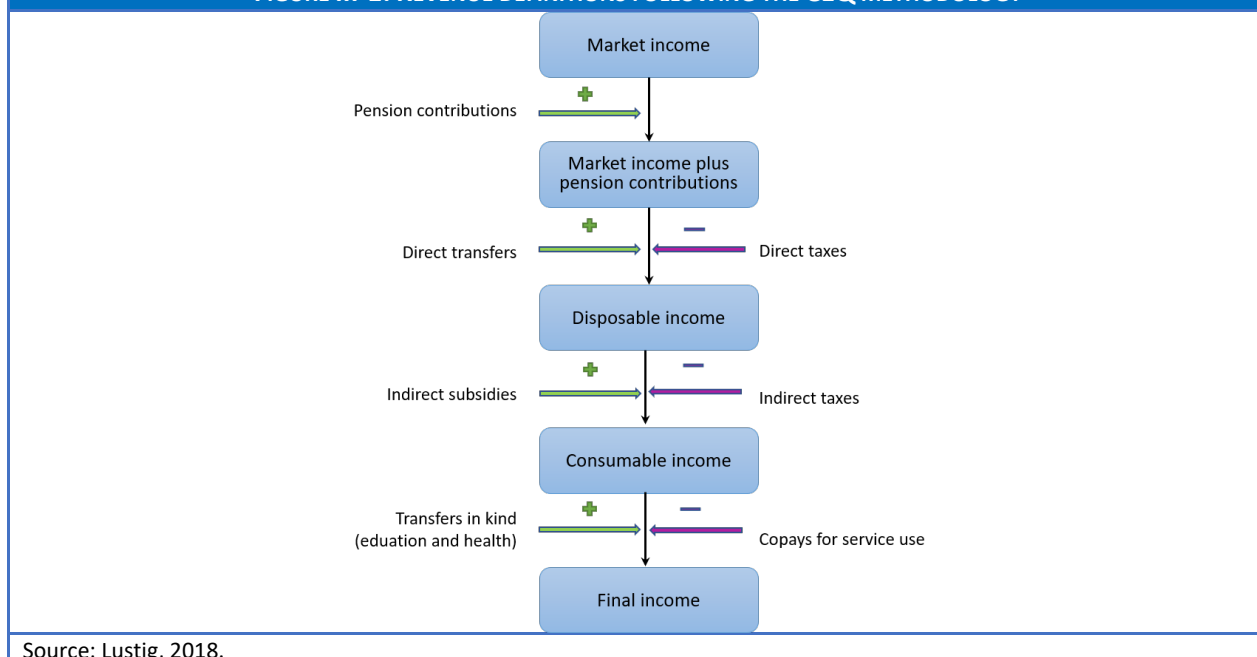 Market income
Pension contributions
Market income plus
pension contributions
Direct transfers
Direct taxes
Disposable income
Indirect subsidies
Indirect taxes
Consumable income
Transfers in kind
(eduation and health)
Copays for service use
Final income
Source: Lustig, 2018.